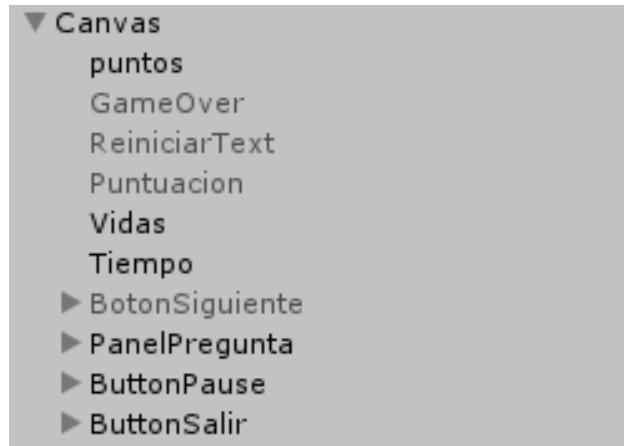 Canvas
puntos
GameOver
ReiniciarText
Puntuacion
Vidas
Tiempo
BotonSiguiente
PanelPregunta
ButtonPause
ButtonSalir